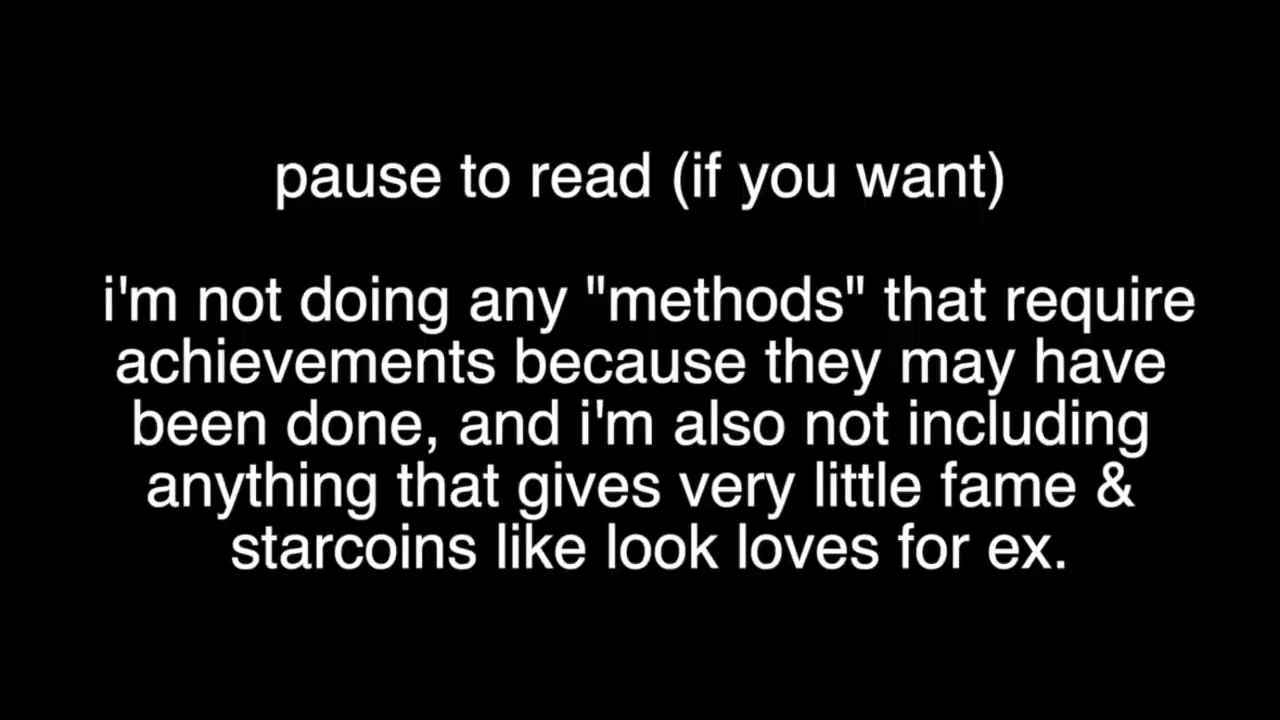 pause to read (if you want)
i'm not doing any "methods" that require
achievements because they may have
been done, and i'm also not including
anything that gives very little fame &
starcoins like look loves for ex.